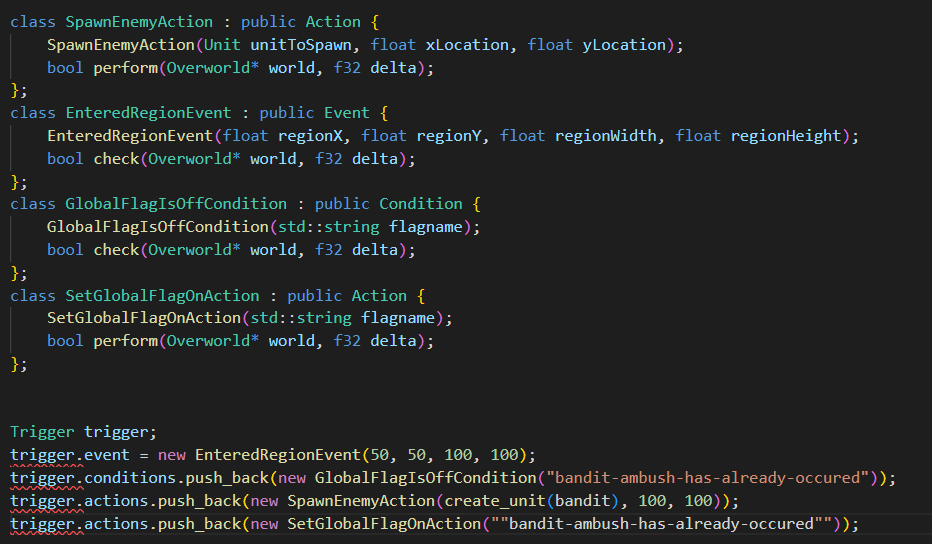 class SpawnEnemyAction : public Action {
    SpawnEnemyAction(Unit unitToSpawn, float xLocation, float yLocation);
    bool perform(Overworld* world, f32 delta);
};
class EnteredRegionEvent : public Event {
    EnteredRegionEvent(float regionX, float regionY, float regionWidth, float regionHeight);
    bool check(Overworld* world, f32 delta);
};
class GlobalFlagIsOffCondition : public Condition {
    GlobalFlagIsOffCondition(std::string flagname);
    bool check(Overworld* world, f32 delta);
};
class SetGlobalFlagOnAction : public Action {
    SetGlobalFlagOnAction(std::string flagname);
    bool perform(Overworld* world, f32 delta);
};
Trigger trigger;
trigger.event = new EnteredRegionEvent(50, 50, 100, 100);
trigger.conditions.push_back(new GlobalFlagIsOffCondition("bandit-ambush-has-already-occured"));
trigger.actions.push_back(new SpawnEnemyAction(create_unit(bandit), 100, 100));
trigger.actions.push_back(new SetGlobalFlagOnAction(""bandit-ambush-has-already-occured""));